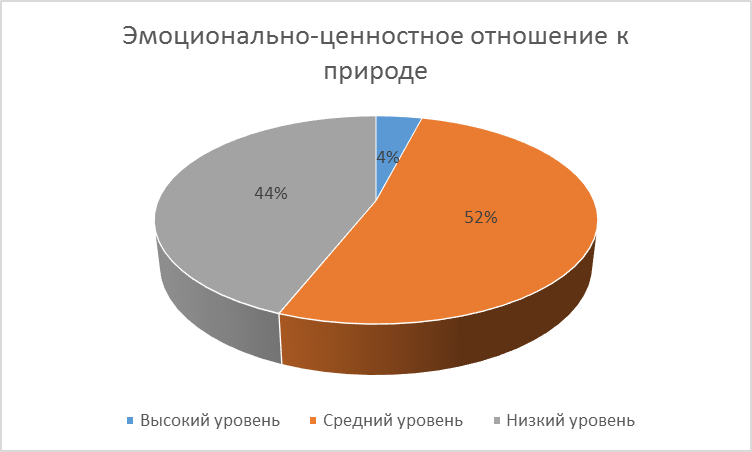 Эмоционально-ценностное отношение к
природе
4%
44%
52%
Высокий уровень
Средний уровень
Низкий уровень